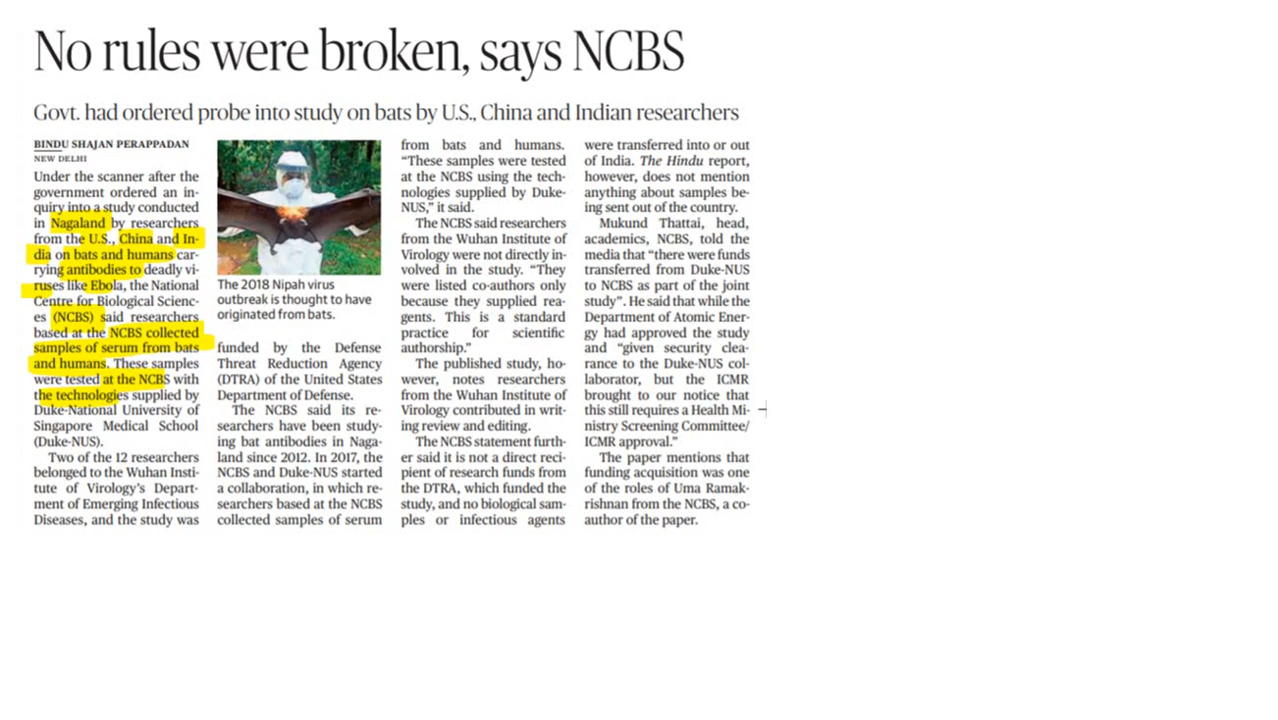 No rules were broken, says NCBS
Govt. had ordered probe into study on bats by U.S., China and Indian researchers
BINDU SHAJAN PERAPPADAN
NEW DELHI
Under the scanner after the
government ordered an in-
quiry into a study conducted
in Nagaland by researchers
from the U.S., China and In-
dia on bats and humans car-
rying antibodies to deadly vi-
ruses like Ebola, the National
Centre for Biological Scienc-
es (NCBS) said researchers
based at the NCBS collected
samples of serum from bats
and humans. These samples
were tested at the NCBS with
the technologies supplied by
Duke-National University of
Singapore Medical School
(Duke-NUS).
Two of the 12 researchers
belonged to the Wuhan Insti-
tute of Virology's Depart-
ment of Emerging Infectious
Diseases, and the study was
The 2018 Nipah virus
outbreak is thought to have
originated from bats.
funded by the Defense
Threat Reduction Agency
(DTRA) of the United States
Department of Defense.
The NCBS said its re-
searchers have been study-
ing bat antibodies in Naga-
land since 2012. In 2017, the
NCBS and Duke-NUS started
a collaboration, in which re-
searchers based at the NCBS
collected samples of serum
from bats and humans.
“These samples were tested
at the NCBS using the tech-
nologies supplied by Duke-
NUS,” it said.
The NCBS said researchers
from the Wuhan Institute of
Virology were not directly in-
volved in the study. “They
were listed co-authors only
because they supplied rea-
gents. This is a standard
practice for scientific
authorship.”
The published study, ho-
wever, notes researchers
from the Wuhan Institute of
Virology contributed in writ-
ing review and editing.
The NCBS statement furth-
er said it is not a direct reci-
pient of research funds from
the DTRA, which funded the
study, and no biological sam-
ples or infectious agents
were transferred into or out
of India. The Hindu report,
however, does not mention
anything about samples be-
ing sent out of the country.
Mukund Thattai, head,
academics, NCBS, told the
media that “there were funds
transferred from Duke-NUS
to NCBS as part of the joint
study”. He said that while the
Department of Atomic Ener-
gy had approved the study
and “given security clea-
rance to the Duke-NUS col-
laborator, but the ICMR
brought to our notice that
this still requires a Health Mi-
nistry Screening Committee/
ICMR approval.”
The paper mentions that
funding acquisition was one
of the roles of Uma Ramak-
rishnan from the NCBS, a co-
author of the paper.